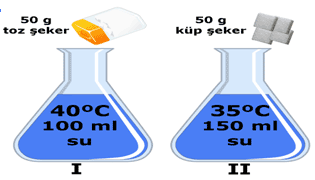 50 g
toz şeker
50 g
küp şeker
40ºC
100 ml
su
35ºC
150 ml
su
I
II